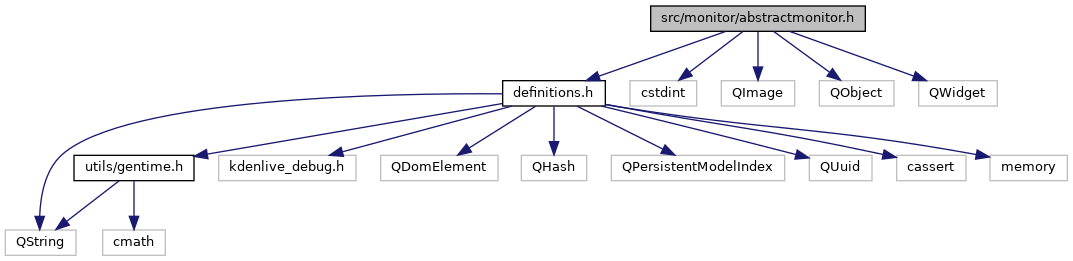 src/monitor/abstractmonitor.h
definitions.h
cstdint
QImage
QObject
QWidget
utils/gentime.h
kdenlive_debug.h
QDomElement
QHash
QPersistentModelIndex
QUuid
cassert
memory
QString
cmath